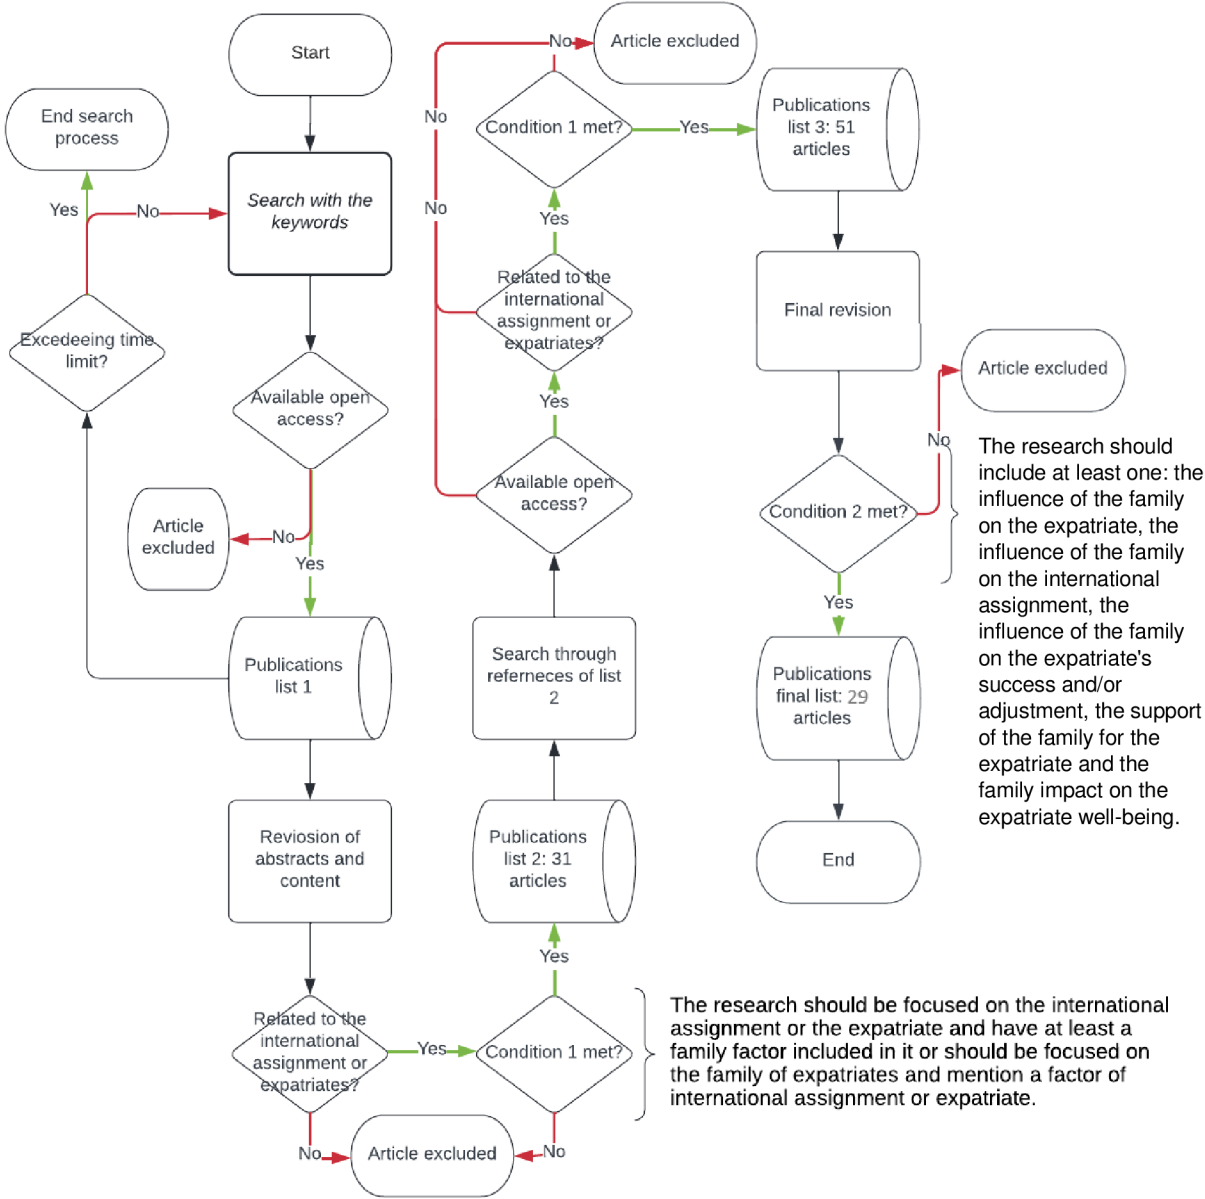 Start
End search
process
Yes
No
Search with the
keywords
Excedeeing time
limit?
Available open
access?
Article
excluded
No
Yes
Publications
list 1
Reviosion of
abstracts and
content
Related to the
international
assignment or
expatriates?
Yes
No
Article excluded
No
Condition 1 met?
The research should be focused on the international
assignment or the expatriate and have at least a
family factor included in it or should be focused on
the family of expatriates and mention a factor of
international assignment or expatriate.
Yes
Publications
list 2: 31
articles
Search through
referneces of list
2
Available open
access?
Yes
Related to the
international
assignment or
expatriates?
Yes
No
No
Condition 1 met?
No
Article excluded
Yes
Publications
list 3: 51
articles
Final revision
Condition 2 met?
No
Article excluded
The research should
include at least one: the
influence of the family
on the expatriate, the
influence of the family
on the international
assignment, the
influence of the family
on the expatriate's
success and/or
adjustment, the support
of the family for the
expatriate and the
family impact on the
expatriate well-being.
Yes
Publications
final list: 29
articles
End